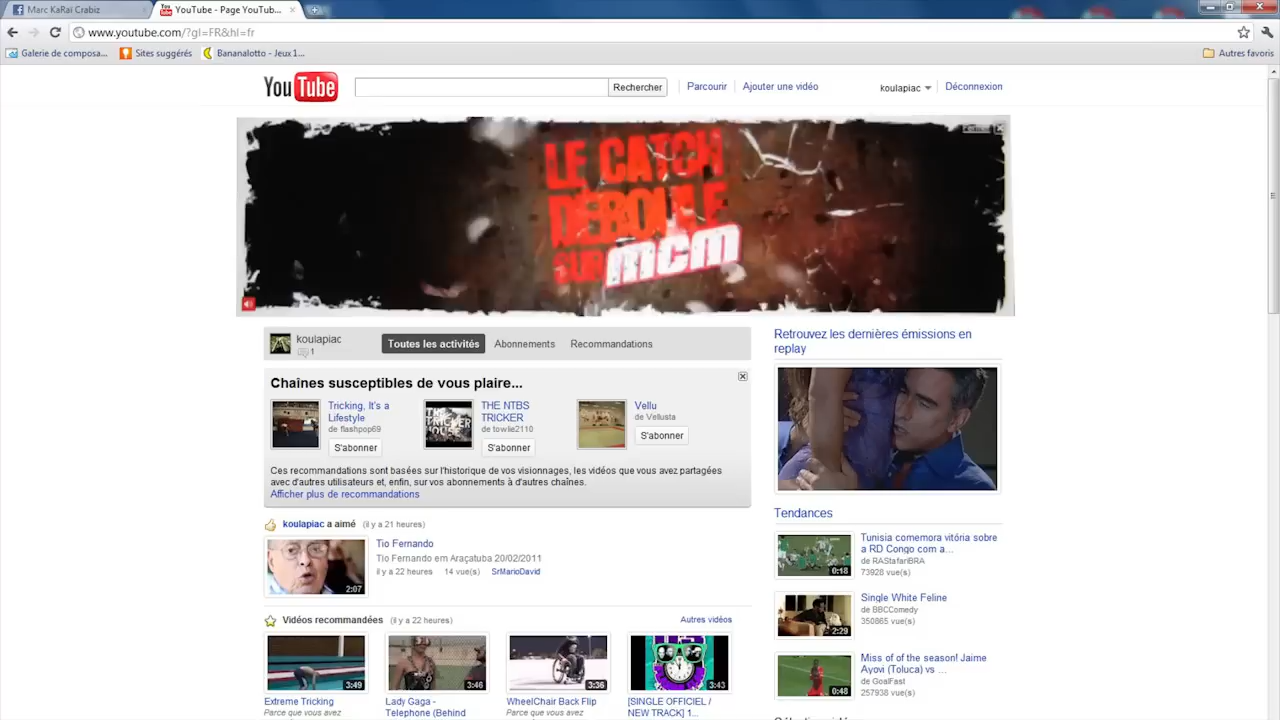 Marc KaRaï Crabiz
YouTube - Page YouTub...
www.youtube.com/?gl=FR&hl=fr
Galerie de composa...
Sites suggérés
Bananalotto - Jeux 1...
Autres favoris
YouTube
Rechercher
Parcourir
Ajouter une vidéo
koulapiac
Déconnexion
LE CATCH
DÉBOULE
SUR mcm
koulapiac
1
Toutes les activités
Abonnements
Recommandations
Chaînes susceptibles de vous plaire...
Tricking, It's a
Lifestyle
de flashpop69
S'abonner
THE NTBS
TRICKER
de towlie2110
S'abonner
Vellu
de Vellusta
S'abonner
Ces recommandations sont basées sur l'historique de vos visionnages, les vidéos que vous avez partagées
avec d'autres utilisateurs et, enfin, sur vos abonnements à d'autres chaînes.
Afficher plus de recommandations
koulapiac a aimé (il y a 21 heures)
2:07
Tio Fernando
Tio Fernando em Araçatuba 20/02/2011
il y a 22 heures 14 vue(s) SrMarioDavid
Vidéos recommandées (il y a 22 heures)
Autres vidéos
3:49
Extreme Tricking
Parce que vous avez
3:46
Lady Gaga -
Telephone (Behind
3:36
WheelChair Back Flip
Parce que vous avez
3:43
[SINGLE OFFICIEL /
NEW TRACK] 1...
Retrouvez les dernières émissions en
replay
Tendances
0:18
Tunisia comemora vitória sobre
a RD Congo com a...
de RAStafariBRA
73928 vue(s)
2:29
Single White Feline
de BBCComedy
350865 vue(s)
0:48
Miss of of the season! Jaime
Ayovi (Toluca) vs ...
de GoalFast
257938 vue(s)